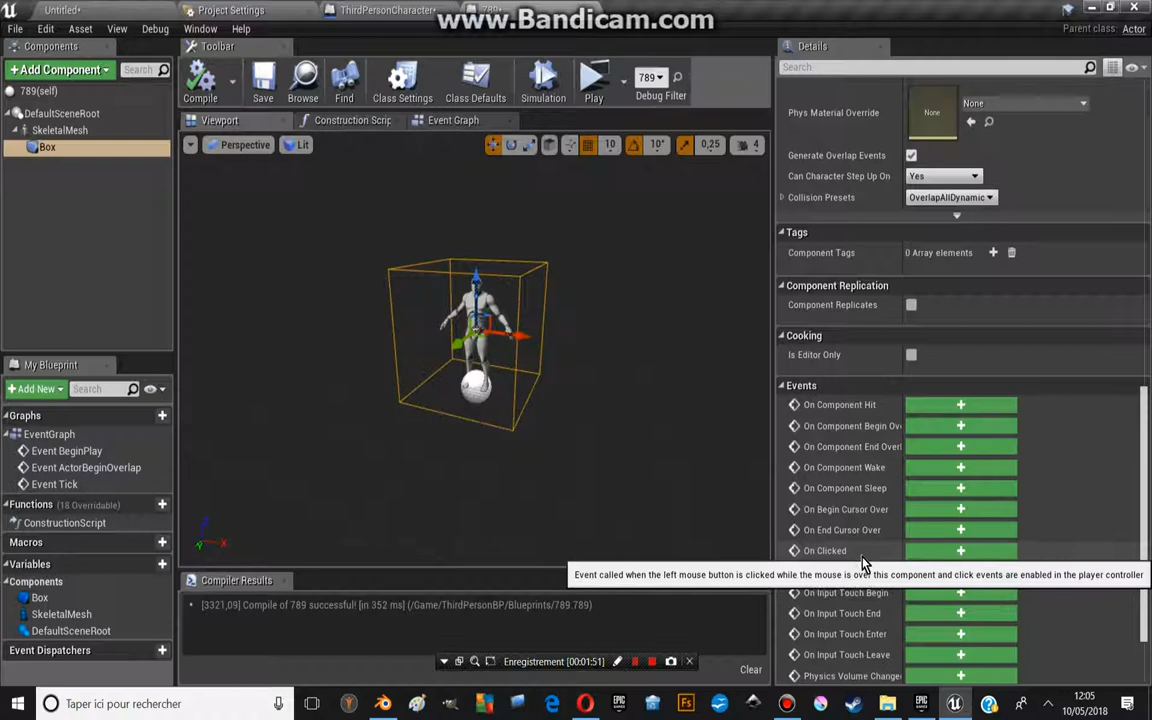 Untitled*
Project Settings
ThirdPersonCharacter*
789*
www.Bandicam.com
File Edit Asset View Debug Window Help
Parent class: Actor
Components
Toolbar
Details
+Add Component
Search
Compile
Save
Browse
Find
Class Settings
Class Defaults
Simulation
Play
789
Debug Filter
Search
789(self)
DefaultSceneRoot
SkeletalMesh
Box
Viewport
Construction Scrip
Event Graph
Perspective
Lit
10
10°
0,25
4
Phys Material Override
None
None
Generate Overlap Events
Can Character Step Up On
Yes
Collision Presets
OverlapAllDynamic
Tags
Component Tags
0 Array elements
Component Replication
Component Replicates
Cooking
Is Editor Only
Events
On Component Hit
On Component Begin Ov
On Component End Overl
On Component Wake
On Component Sleep
On Begin Cursor Over
On End Cursor Over
On Clicked
Event called when the left mouse button is clicked while the mouse is over this component and click events are enabled in the player controller
On Input Touch Begin
On Input Touch End
On Input Touch Enter
On Input Touch Leave
Physics Volume Change
My Blueprint
+Add New
Search
Graphs
EventGraph
Event BeginPlay
Event ActorBeginOverlap
Event Tick
Functions (18 Overridable)
ConstructionScript
Macros
Variables
Components
Box
SkeletalMesh
DefaultSceneRoot
Event Dispatchers
Compiler Results
[3321,09] Compile of 789 successful! [in 352 ms] (/Game/ThirdPersonBP/Blueprints/789.789)
Enregistrement [00:01:51]
Clear
Taper ici pour rechercher
EPIC GAMES
Fs
EPIC GAMES
12:05
10/05/2018